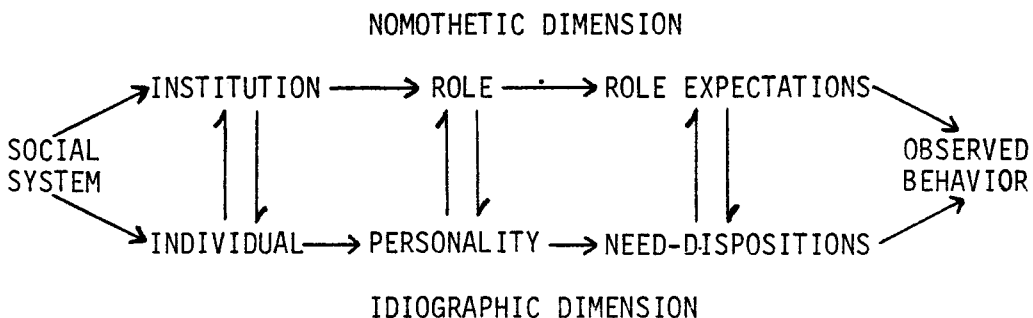 NOMOTHETIC DIMENSION
INSTITUTION ROLE ROLE EXPECTATIONS
SOCIAL SYSTEM
OBSERVED BEHAVIOR
INDIVIDUAL PERSONALITY NEED-DISPOSITIONS
IDIOGRAPHIC DIMENSION